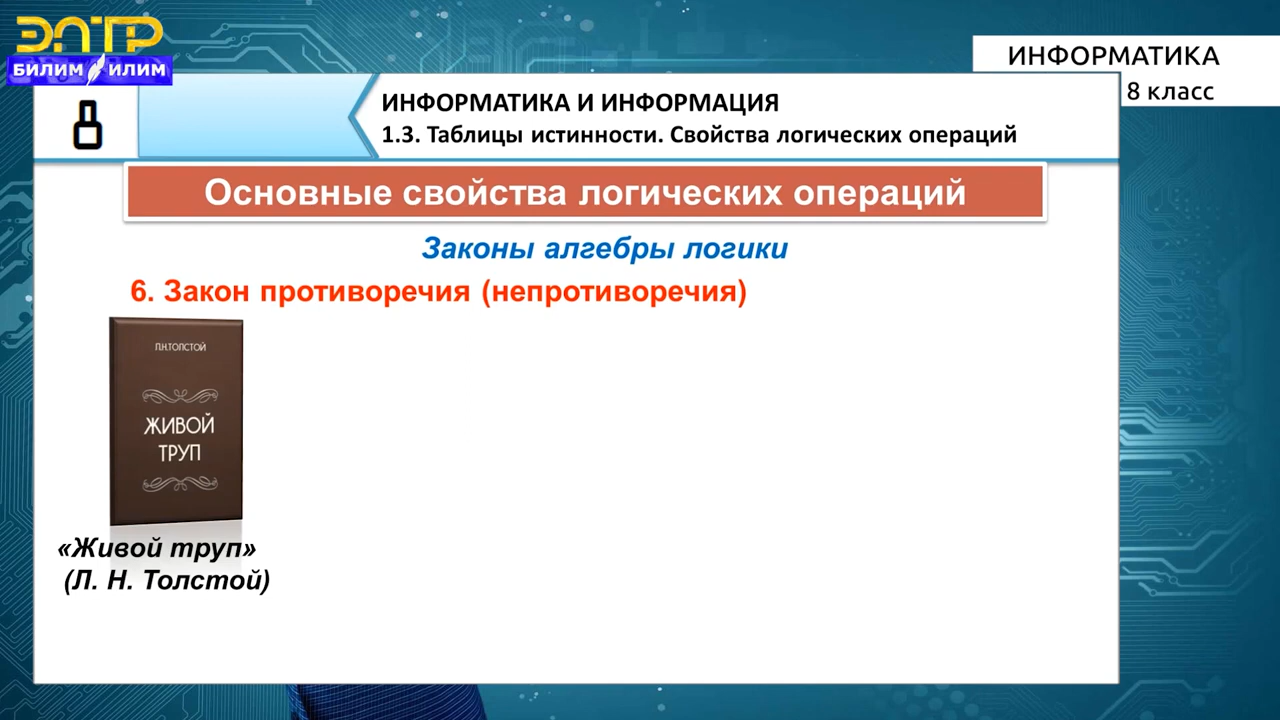 ЭЛТР
БИЛИМ ИЛИМ
ИНФОРМАТИКА
8 класс
8
ИНФОРМАТИКА И ИНФОРМАЦИЯ
1.3. Таблицы истинности. Свойства логических операций
Основные свойства логических операций
Законы алгебры логики
6. Закон противоречия (непротиворечия)
Л.Н.ТОЛСТОЙ
ЖИВОЙ
ТРУП
«Живой труп»
(Л. Н. Толстой)